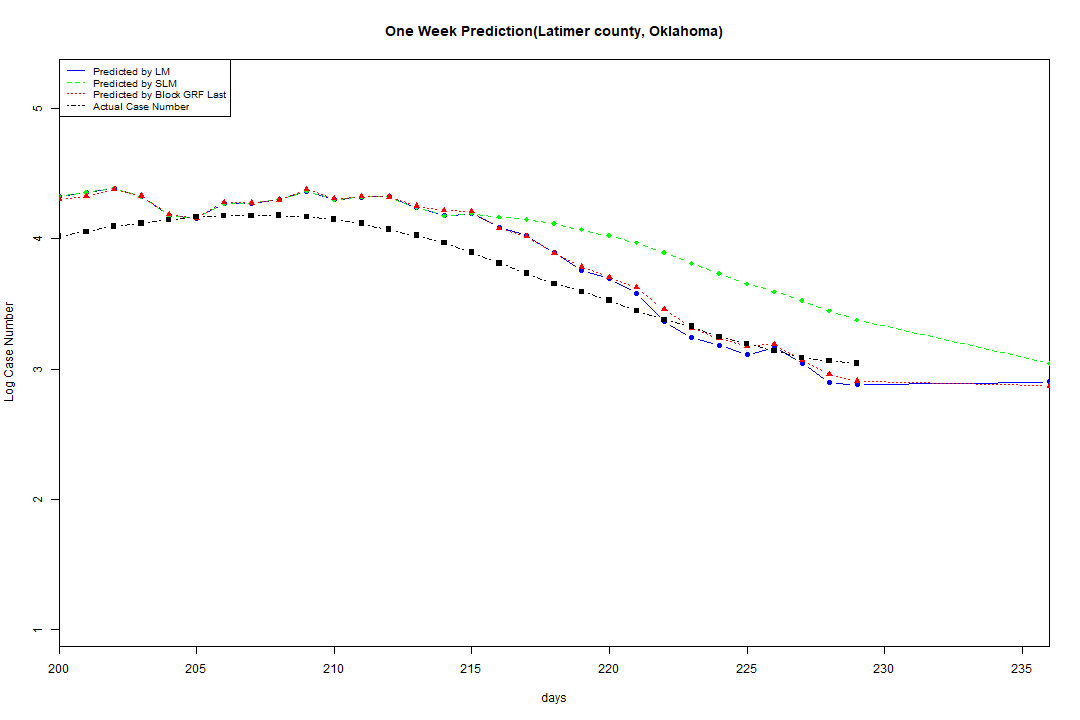 One Week Prediction(Latimer county, Oklahoma)
Predicted by LM
Predicted by SLM
Predicted by Block GRF Last
Actual Case Number
5
4
3
2
1
Log Case Number
200 205 210 215 220 225 230 235
days